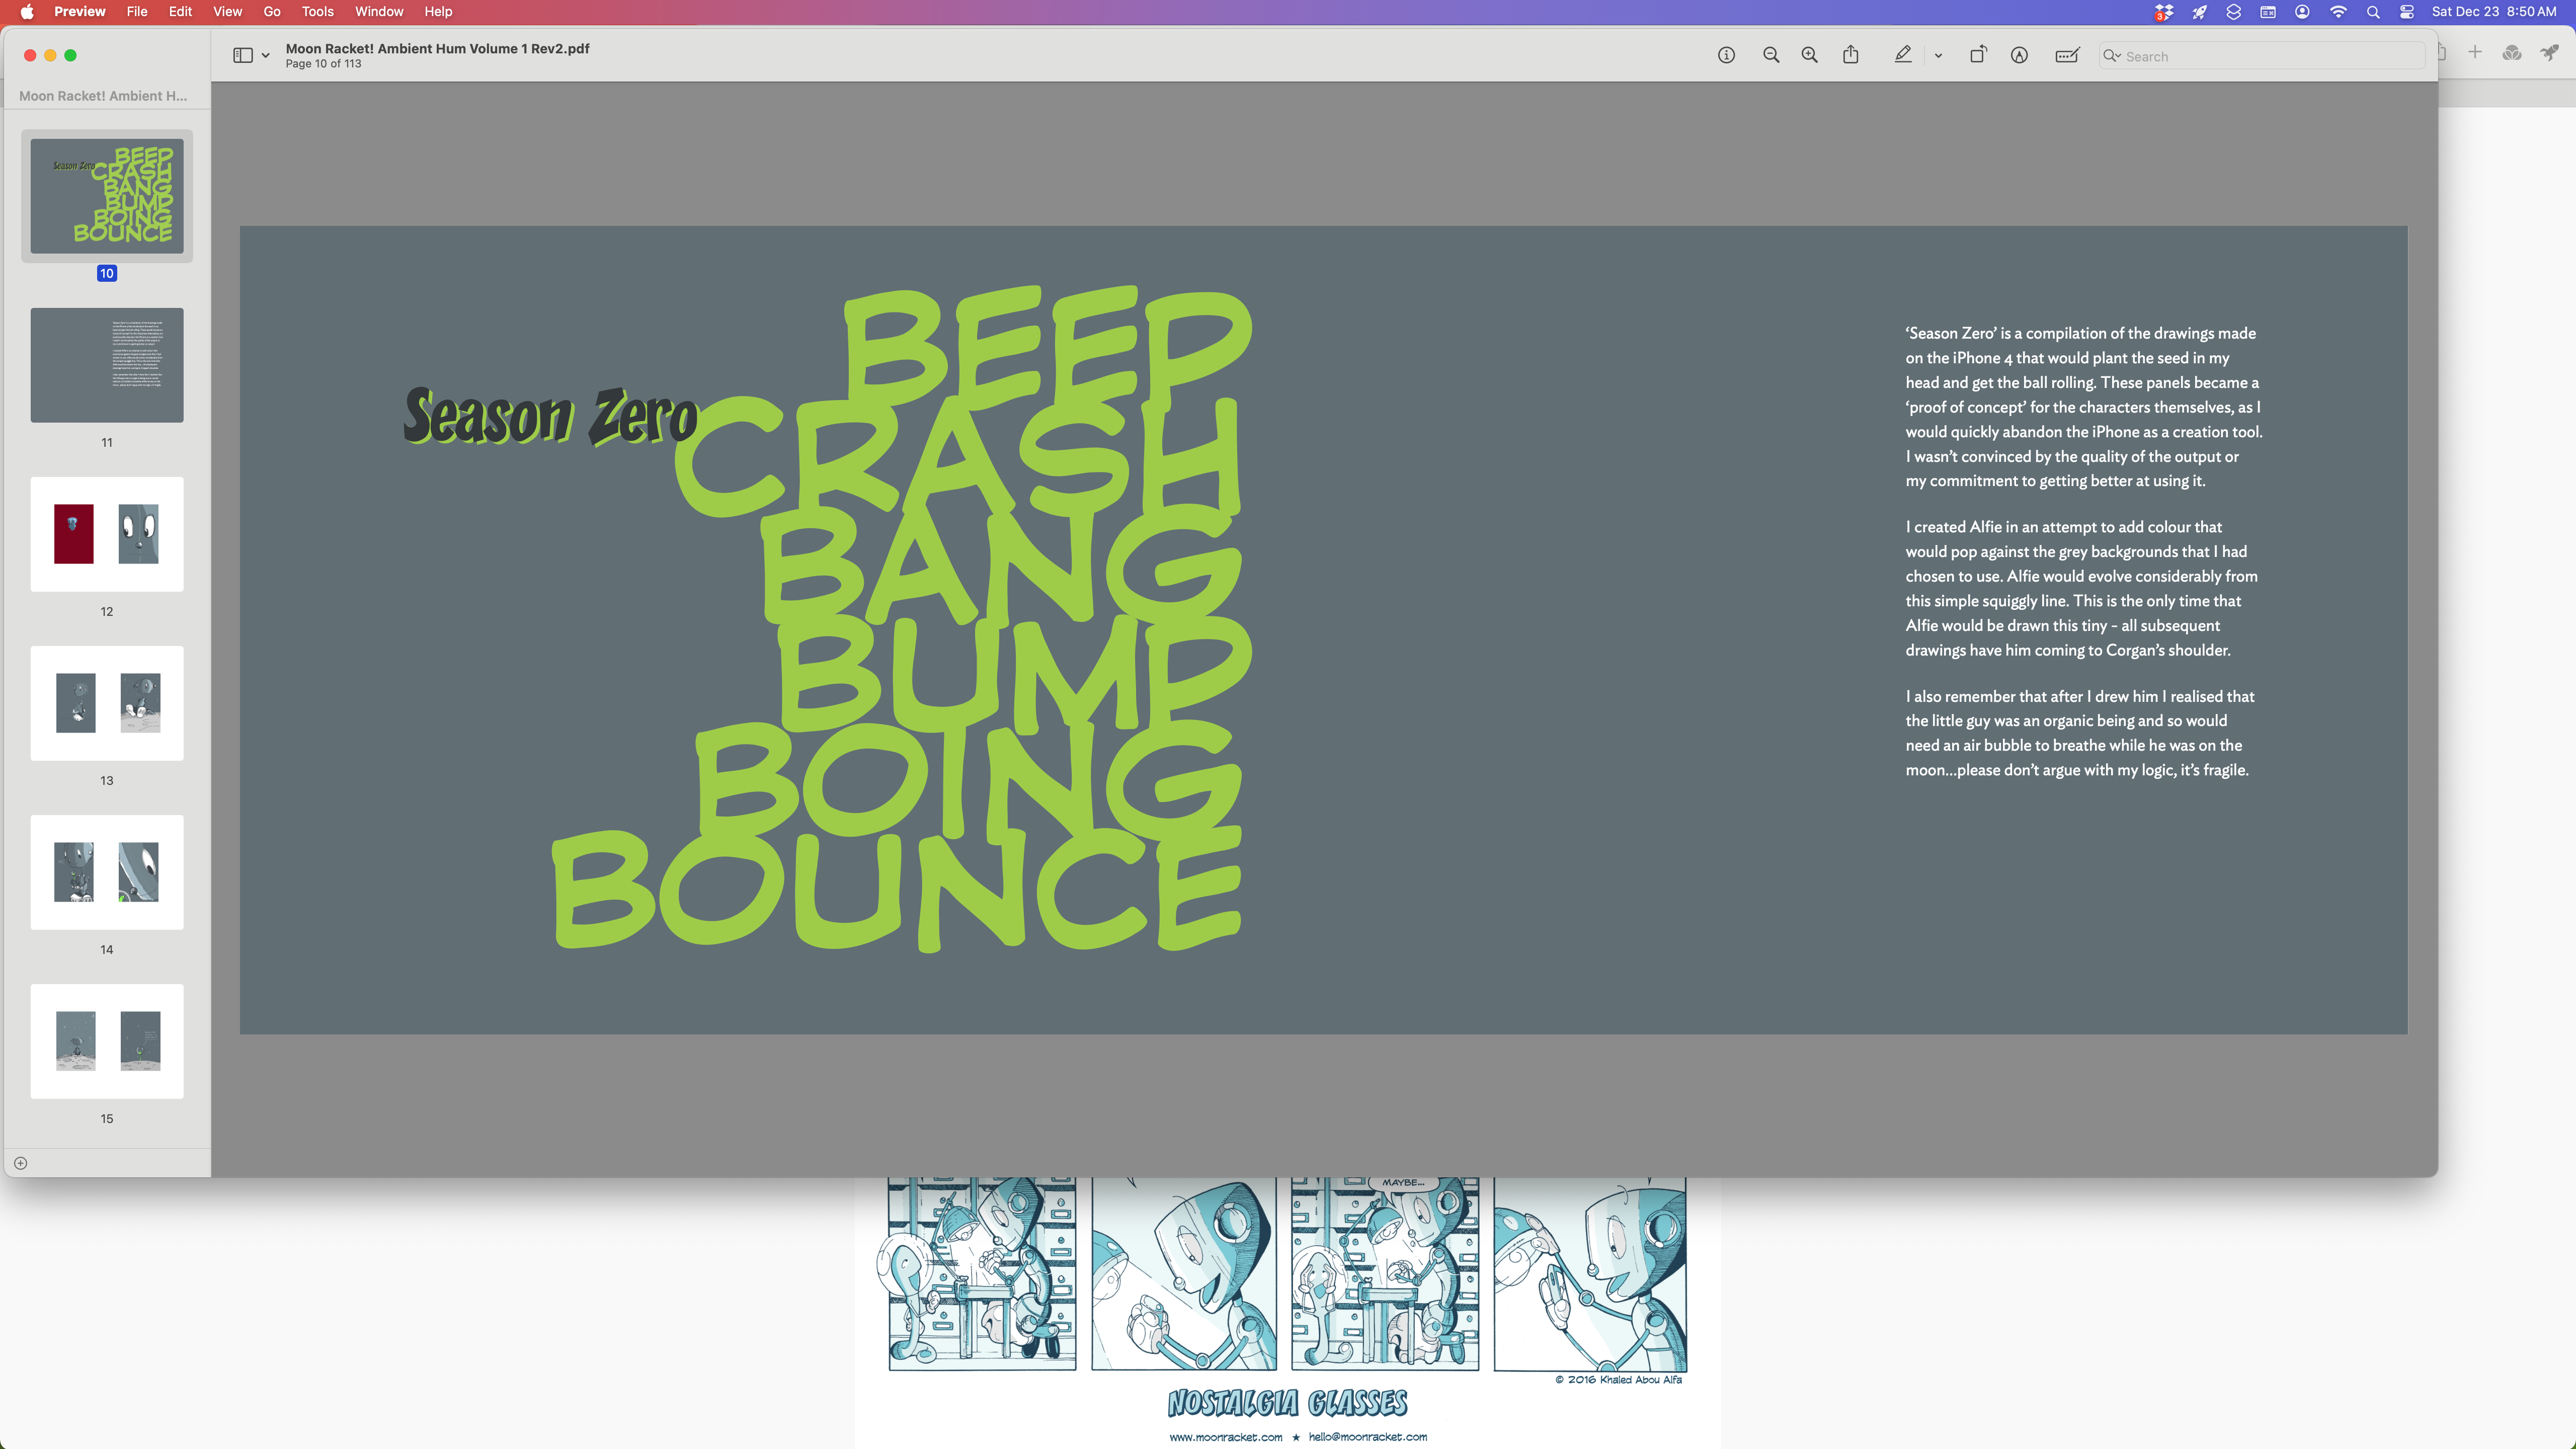 Preview File Edit View Go Tools Window Help
3
Sat Dec 23 8:50 AM
Moon Racket! Ambient H...
Moon Racket! Ambient Hum Volume 1 Rev2.pdf
Page 10 of 113
Search
Season Zero
BEEP
CRASH
BANG
BUMP
BOING
BOUNCE
10
11
12
13
14
15
Season Zero
BEEP
CRASH
BANG
BUMP
BOING
BOUNCE
‘Season Zero’ is a compilation of the drawings made
on the iPhone 4 that would plant the seed in my
head and get the ball rolling. These panels became a
‘proof of concept’ for the characters themselves, as I
would quickly abandon the iPhone as a creation tool.
I wasn’t convinced by the quality of the output or
my commitment to getting better at using it.
I created Alfie in an attempt to add colour that
would pop against the grey backgrounds that I had
chosen to use. Alfie would evolve considerably from
this simple squiggly line. This is the only time that
Alfie would be drawn this tiny - all subsequent
drawings have him coming to Corgan’s shoulder.
I also remember that after I drew him I realised that
the little guy was an organic being and so would
need an air bubble to breathe while he was on the
moon...please don’t argue with my logic, it’s fragile.
MAYBE...
© 2016 Khaled Abou Alfa
NOSTALGIA GLASSES
www.moonracket.com ★ hello@moonracket.com